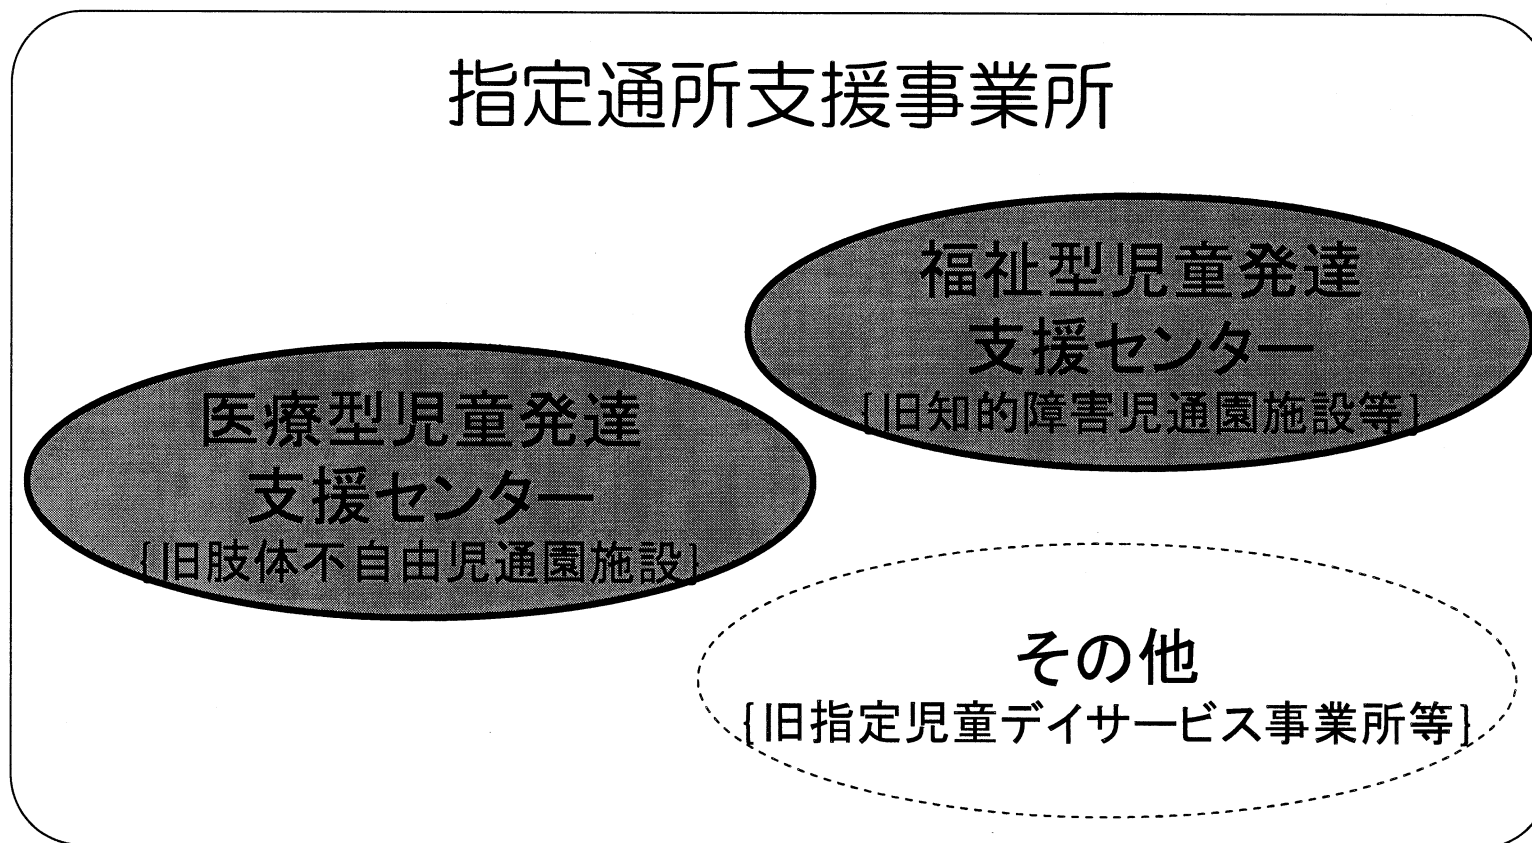 指定通所支援事業所
福祉型児童発達
支援センター
{旧知的障害児通園施設等}
医療型児童発達
支援センター
{旧肢体不自由児通園施設}
その他
{旧指定児童デイサービス事業所等}